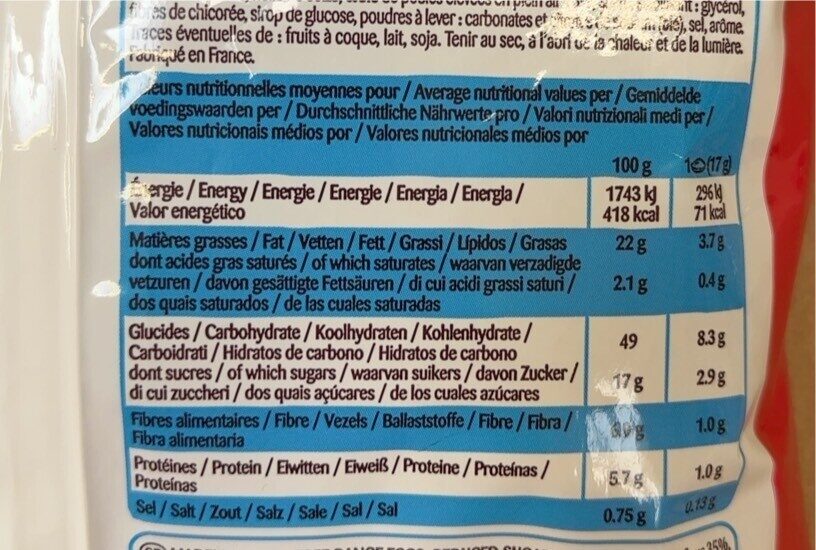 fibres de chicorée, sirop de glucose, poudres à lever : carbonates et : glycérol,
sel, arôme.
Traces éventuelles de : fruits à coque, lait, soja. Tenir au sec, à l'abri de la chaleur et de la lumière.
Fabriqué en France.
nutritionnelles moyennes pour / Average nutritional values per / Gemiddelde
voedingswaarden per / Durchschnittliche Nährwerte pro / Valori nutrizionali medi per /
Valores nutricionais médios por / Valores nutricionales médios por
100 g (17 g)
Énergie / Energy / Energie / Energie / Energia / Energía / 1743 kJ 296 kJ
Valor energético 418 kcal 71 kcal
Matières grasses / Fat / Vetten / Fett / Grassi / Lípidos / Grasas 22 g 3.7 g
dont acides gras saturés / of which saturates / waarvan verzadigde
vetzuren / davon gesättigte Fettsäuren / di cui acidi grassi saturi / 2.1 g 0.4 g
dos quais saturados / de las cuales saturadas
Glucides / Carbohydrate / Koolhydraten / Kohlenhydrate / 49 8.3 g
Carboidrati / Hidratos de carbono / Hidratos de carbono
dont sucres / of which sugars / waarvan suikers / davon Zucker / 17 g 2.9 g
di cui zuccheri / dos quais açúcares / de los cuales azúcares
Fibres alimentaires / Fibre / Vezels / Ballaststoffe / Fibre / Fibra / 1.0 g
Fibra alimentaria
Protéines / Protein / Eiwitten / Eiweiß / Proteine / Proteínas / 5.7 g 1.0 g
Proteínas
Sel / Salt / Zout / Salz / Sale / Sal / Sal 0.75 g 0.13 g